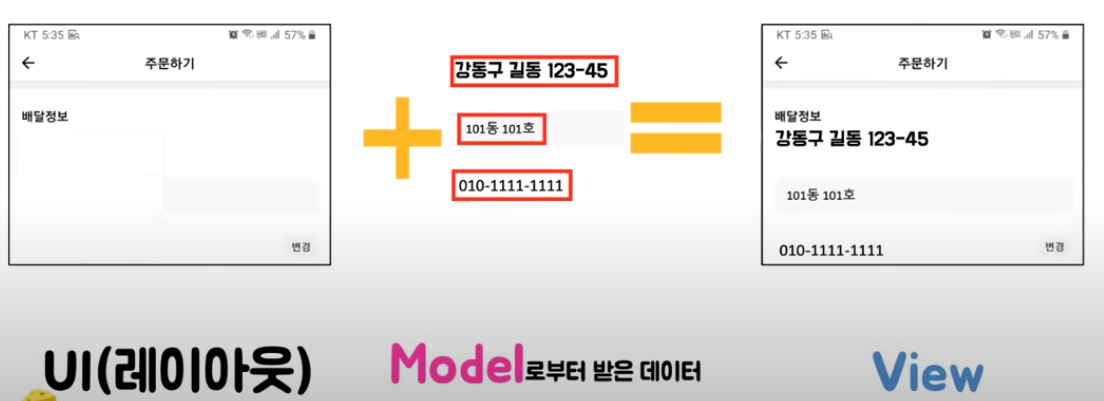 KT 5:35
57%
주문하기
배달정보
변경
강동구 길동 123-45
101동 101호
010-1111-1111
KT 5:35
57%
주문하기
배달정보
강동구 길동 123-45
101동 101호
010-1111-1111
변경
UI(레이아웃)
Model로부터 받은 데이터
View